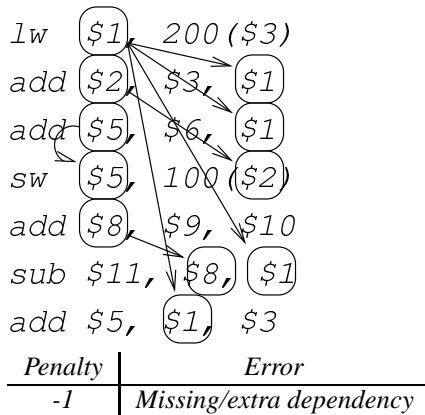 lw $1, 200($3)
add $2, $3, $1
add $5, $6, $1
sw $5, 100($2)
add $8, $9, $10
sub $11, $8, $1
add $5, $1, $3
Penalty Error
-1 Missing/extra dependency